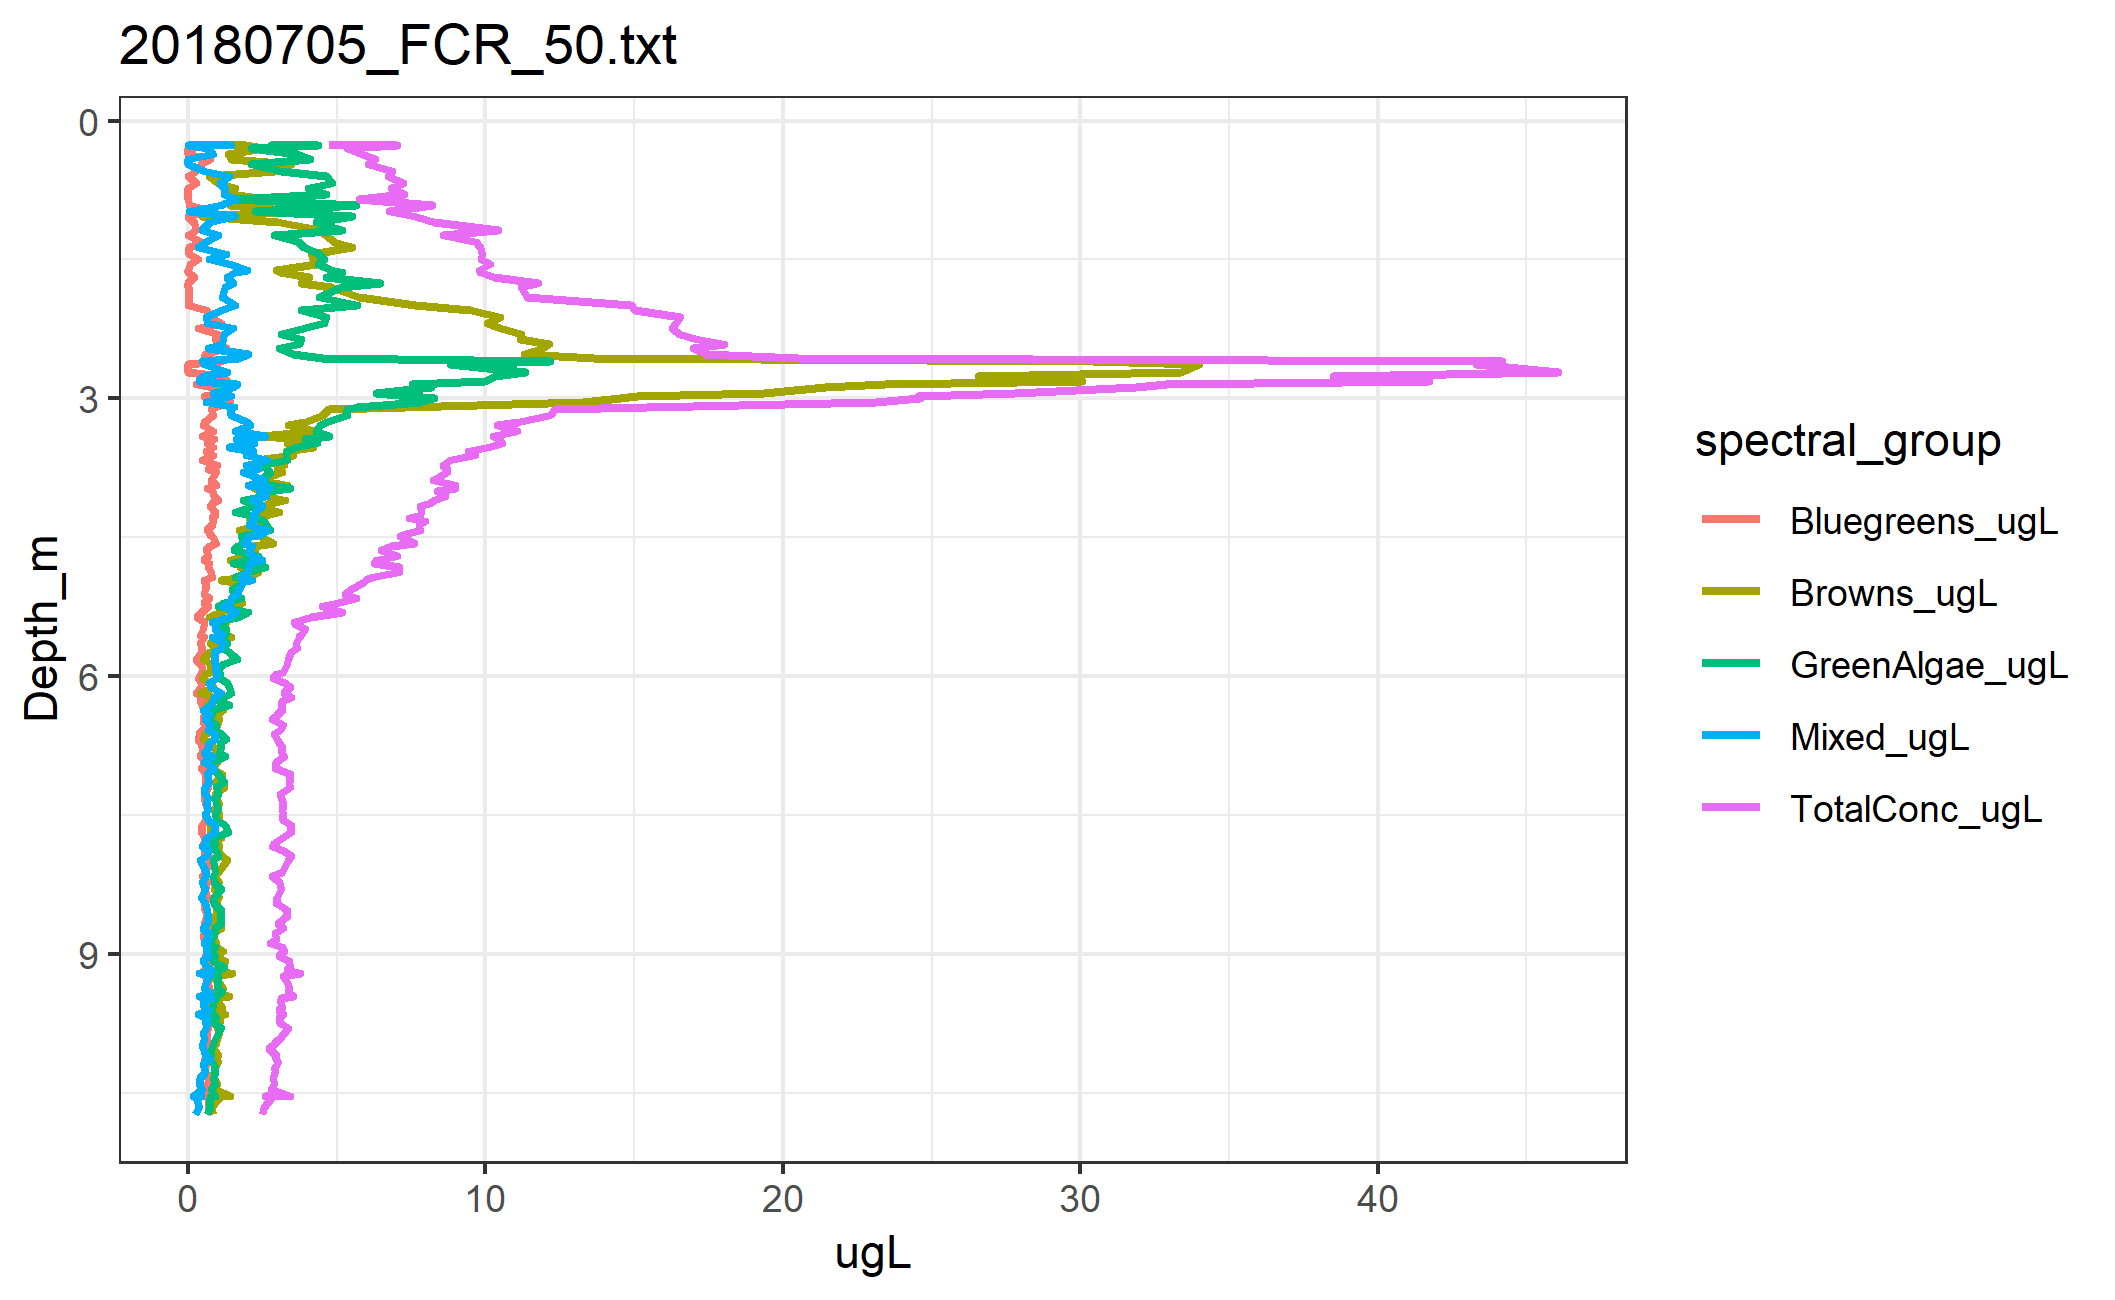 20180705_FCR_50.txt
0
3
6
9
Depth_m
0 10 20 30 40
ugL
spectral_group
Bluegreens_ugL
Browns_ugL
GreenAlgae_ugL
Mixed_ugL
TotalConc_ugL